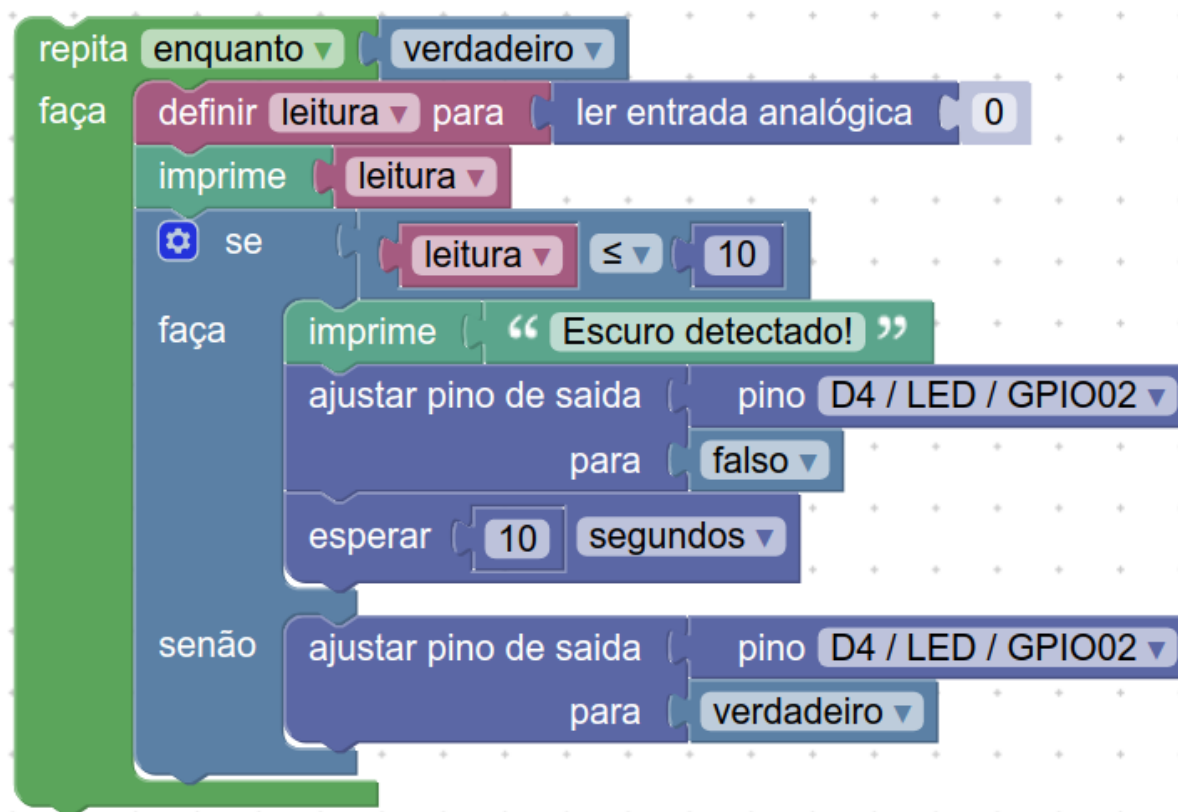 repita enquanto verdadeiro
faça definir leitura para ler entrada analógica 0
imprime leitura
se leitura ≤ 10
faça imprime “ Escuro detectado! ”
ajustar pino de saida pino D4 / LED / GPIO02
para falso
esperar 10 segundos
senão ajustar pino de saida pino D4 / LED / GPIO02
para verdadeiro